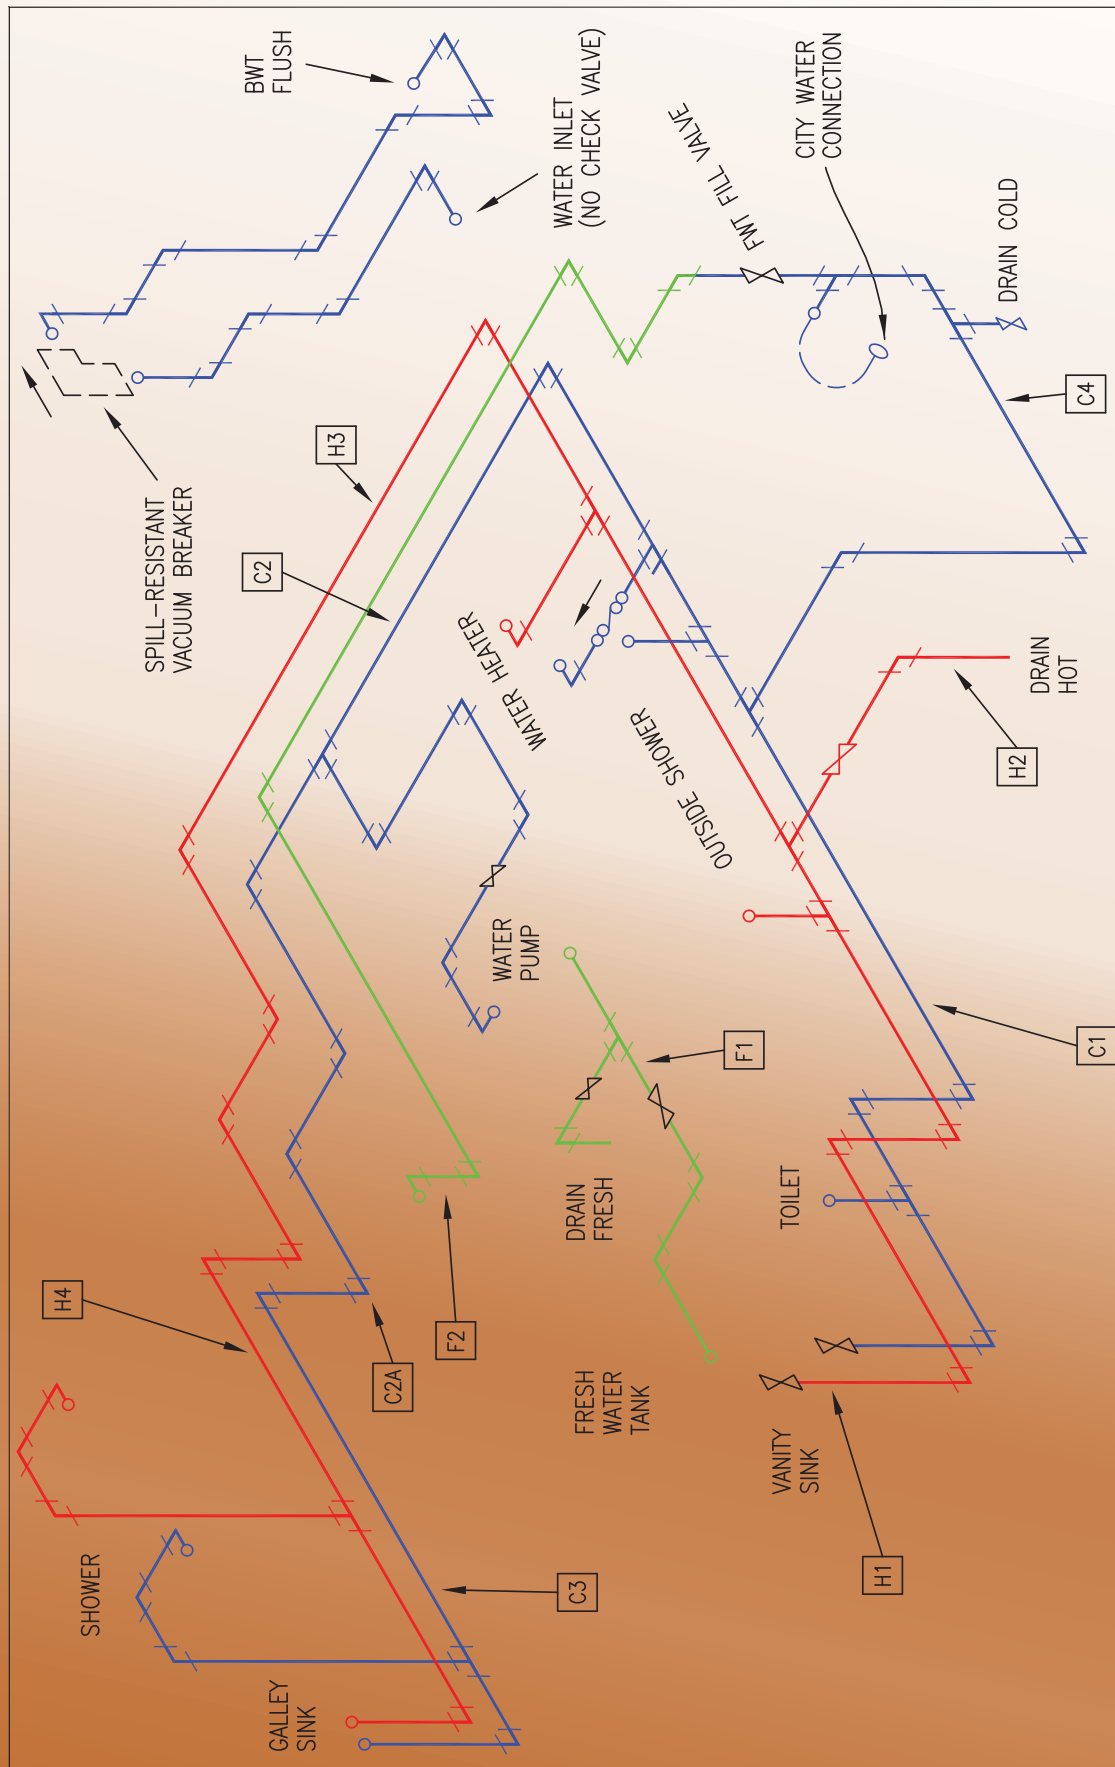 GALLEY
SINK
SHOWER
H4
C2A
F2
C3
H1
VANITY
SINK
FRESH
WATER
TANK
DRAIN
FRESH
TOILET
F1
C1
WATER
PUMP
OUTSIDE SHOWER
WATER HEATER
H2
DRAIN
HOT
C2
H3
SPILL-RESISTANT
VACUUM BREAKER
C4
DRAIN COLD
CITY WATER
CONNECTION
FWT FILL VALVE
WATER INLET
(NO CHECK VALVE)
BWT
FLUSH